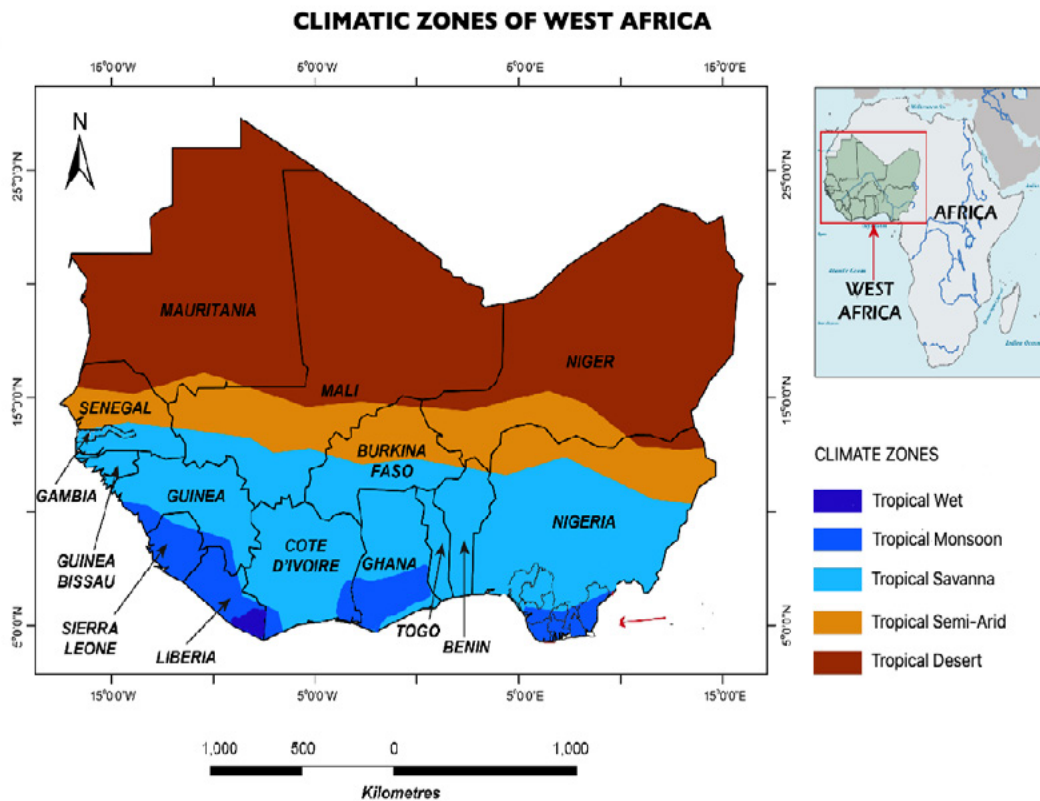 CLIMATIC ZONES OF WEST AFRICA
16°0'0"W
6°0'0"W
6°0'0"E
16°0'0"E
N
25°0'0"N
25°0'0"N
15°0'0"N
15°0'0"N
5°0'0"N
5°0'0"N
MAURITANIA
MALI
NIGER
SENEGAL
BURKINA
FASO
GAMBIA
GUINEA
NIGERIA
COTE
D'IVOIRE
GHANA
GUINEA
BISSAU
SIERRA
LEONE
LIBERIA
TOGO
BENIN
15°0'0"W
5°0'0"W
5°0'0"E
15°0'0"E
1,000
500
0
1,000
Kilometres
AFRICA
WEST
AFRICA
CLIMATE ZONES
Tropical Wet
Tropical Monsoon
Tropical Savanna
Tropical Semi-Arid
Tropical Desert